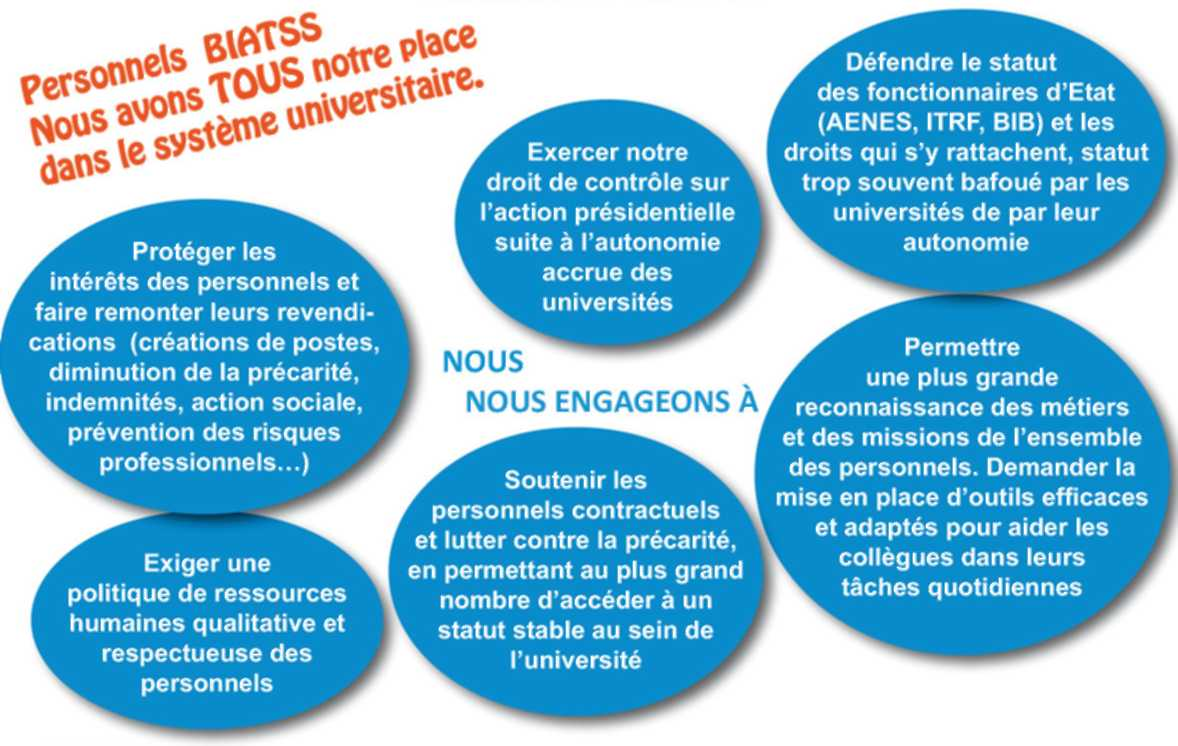 Personnels BIATSS
Nous avons TOUS notre place
dans le système universitaire.
Protéger les
intérêts des personnels et
faire remonter leurs revendi-
cations (créations de postes,
diminution de la précarité,
indemnités, action sociale,
prévention des risques
professionnels…)
Exiger une
politique de ressources
humaines qualitative et
respectueuse des
personnels
Exercer notre
droit de contrôle sur
l’action présidentielle
suite à l’autonomie
accrue des
universités
NOUS
NOUS ENGAGEONS À
Soutenir les
personnels contractuels
et lutter contre la précarité,
en permettant au plus grand
nombre d’accéder à un
statut stable au sein de
l’université
Défendre le statut
des fonctionnaires d’Etat
(AENES, ITRF, BIB) et les
droits qui s’y rattachent, statut
trop souvent bafoué par les
universités de par leur
autonomie
Permettre
une plus grande
reconnaissance des métiers
et des missions de l’ensemble
des personnels. Demander la
mise en place d’outils efficaces
et adaptés pour aider les
collègues dans leurs
tâches quotidiennes